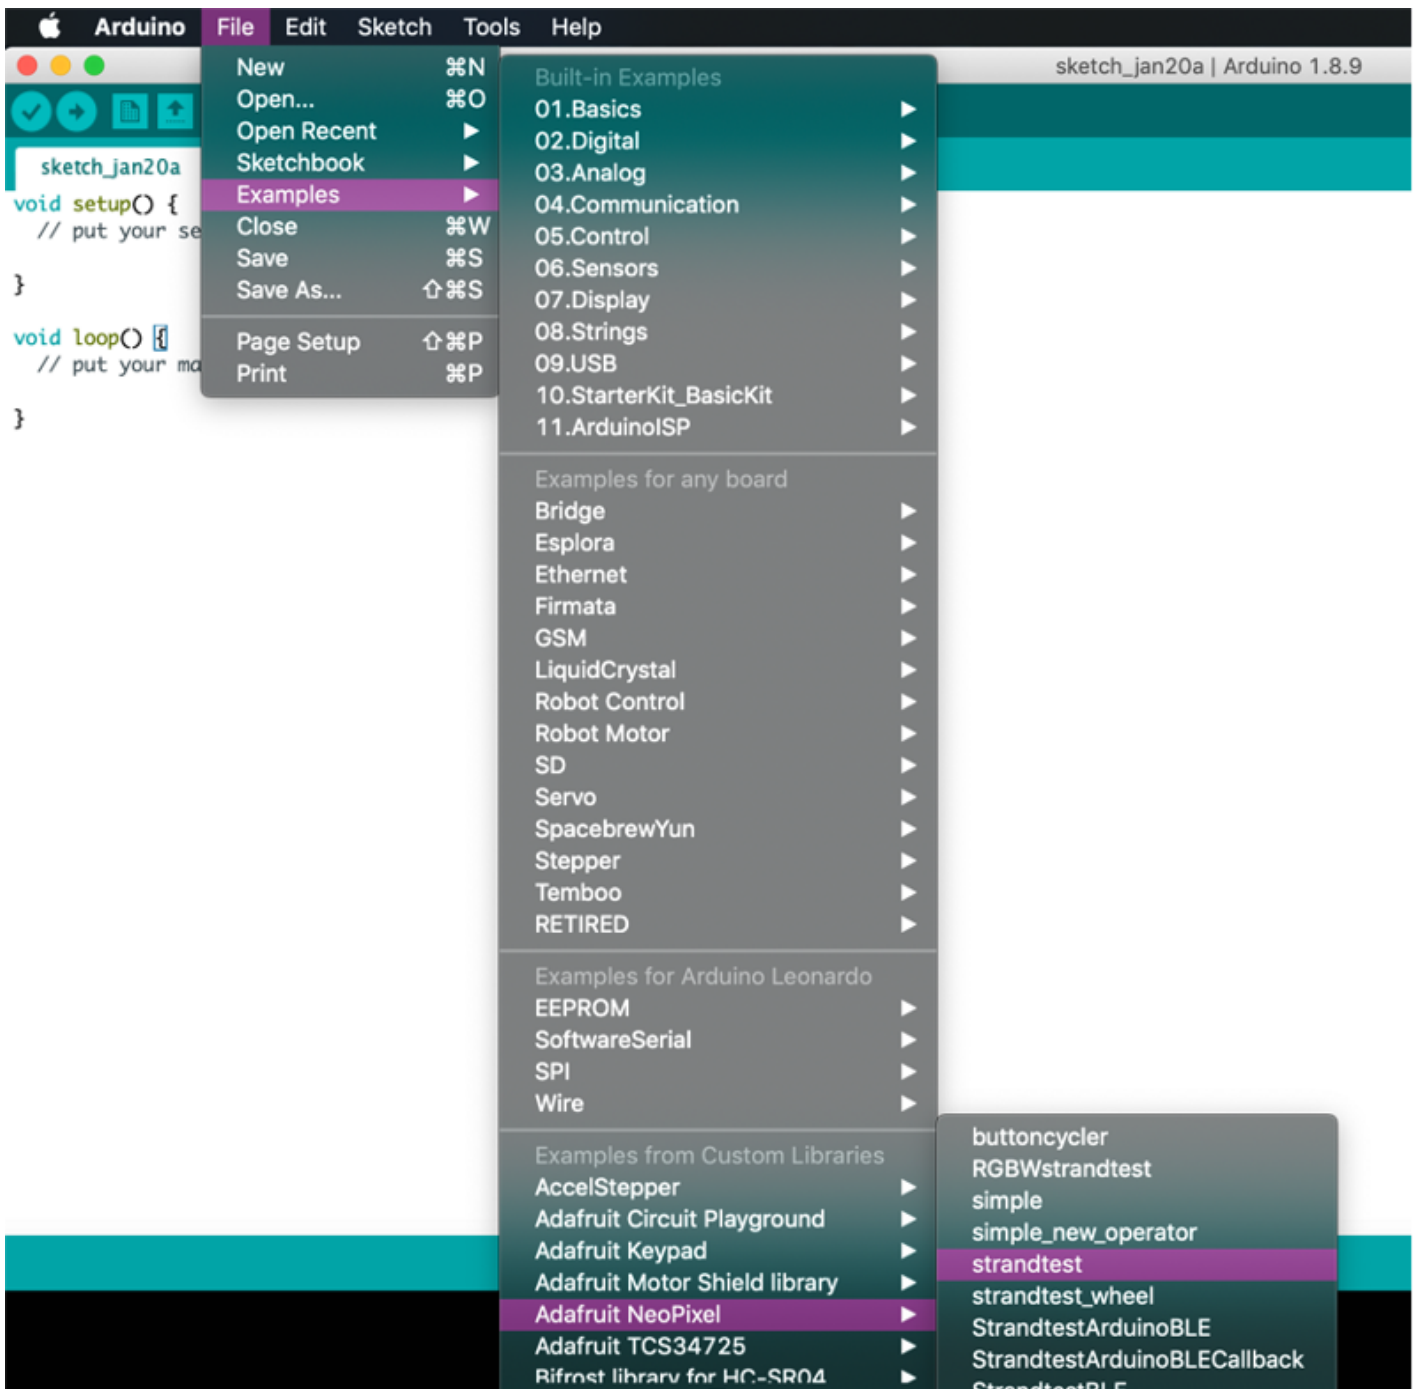 Arduino File Edit Sketch Tools Help
sketch_jan20a | Arduino 1.8.9
sketch_jan20a
void setup() {
// put your se
}
void loop() {
// put your ma
}
New ⌘N
Open... ⌘O
Open Recent ▶
Sketchbook ▶
Examples ▶
Close ⌘W
Save ⌘S
Save As... ⇧⌘S
Page Setup ⇧⌘P
Print ⌘P
Built-in Examples
01.Basics ▶
02.Digital ▶
03.Analog ▶
04.Communication ▶
05.Control ▶
06.Sensors ▶
07.Display ▶
08.Strings ▶
09.USB ▶
10.StarterKit_BasicKit ▶
11.ArduinoISP ▶
Examples for any board
Bridge ▶
Esplora ▶
Ethernet ▶
Firmata ▶
GSM ▶
LiquidCrystal ▶
Robot Control ▶
Robot Motor ▶
SD ▶
Servo ▶
SpacebrewYun ▶
Stepper ▶
Temboo ▶
RETIRED ▶
Examples for Arduino Leonardo
EEPROM ▶
SoftwareSerial ▶
SPI ▶
Wire ▶
Examples from Custom Libraries
AccelStepper ▶
Adafruit Circuit Playground ▶
Adafruit Keypad ▶
Adafruit Motor Shield library ▶
Adafruit NeoPixel ▶
Adafruit TCS34725 ▶
Bifrost library for HC-SR04 ▶
buttoncycler
RGBWstrandtest
simple
simple_new_operator
strandtest
strandtest_wheel
StrandtestArduinoBLE
StrandtestArduinoBLECallback
StrandtestBLE